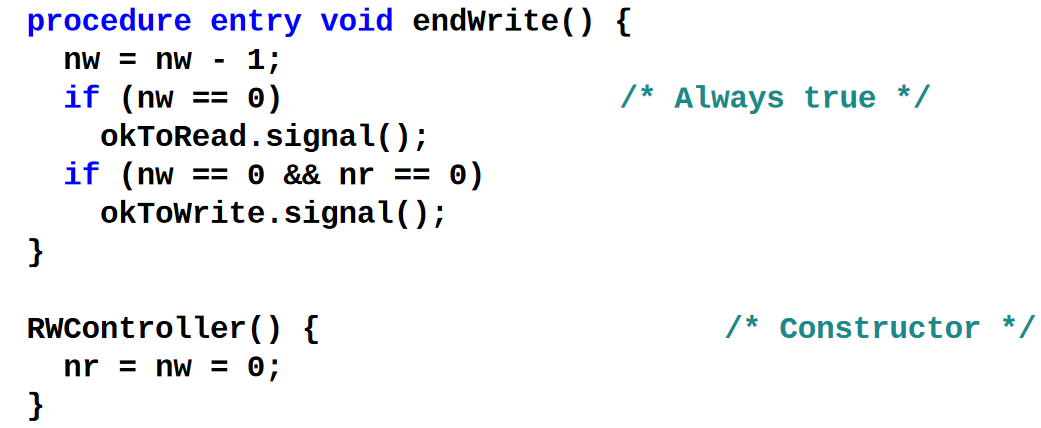 procedure entry void endWrite() {
  nw = nw - 1;
  if (nw == 0)                  /* Always true */
    okToRead.signal();
  if (nw == 0 && nr == 0)
    okToWrite.signal();
}

RWController() {                      /* Constructor */
  nr = nw = 0;
}